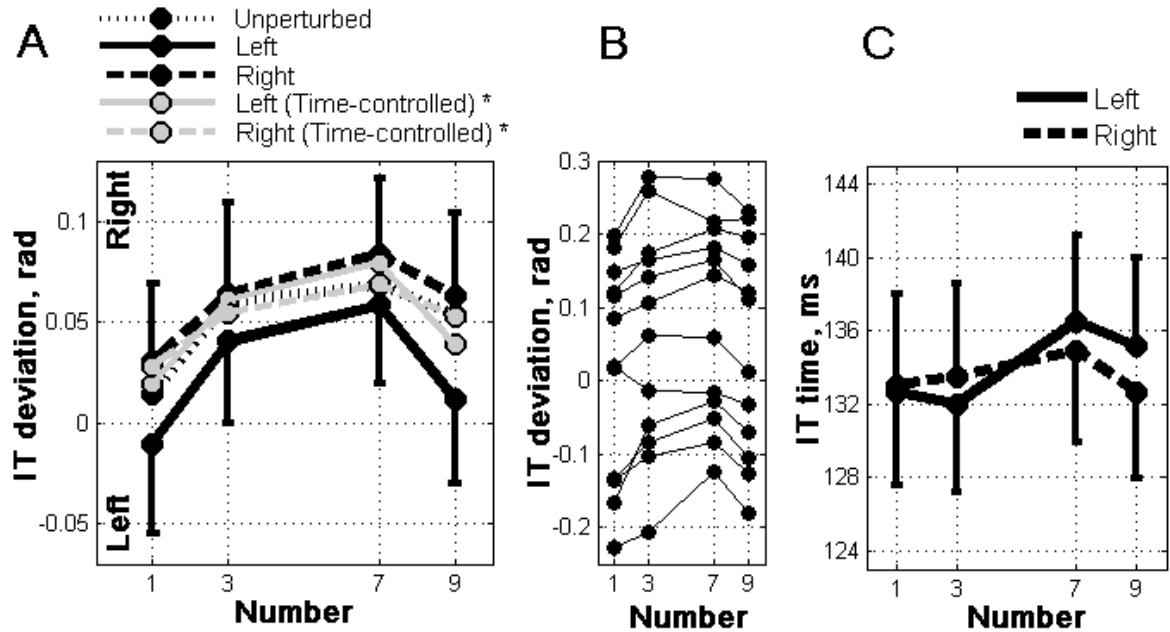 A
Unperturbed
Left
Right
Left (Time-controlled) *
Right (Time-controlled) *
IT deviation, rad
0.1
0.05
0
-0.05
Right
Left
1 3 7 9
Number
B
IT deviation, rad
0.3
0.2
0.1
0
-0.1
-0.2
1 3 7 9
Number
C
Left
Right
IT time, ms
144
140
136
132
128
124
1 3 7 9
Number